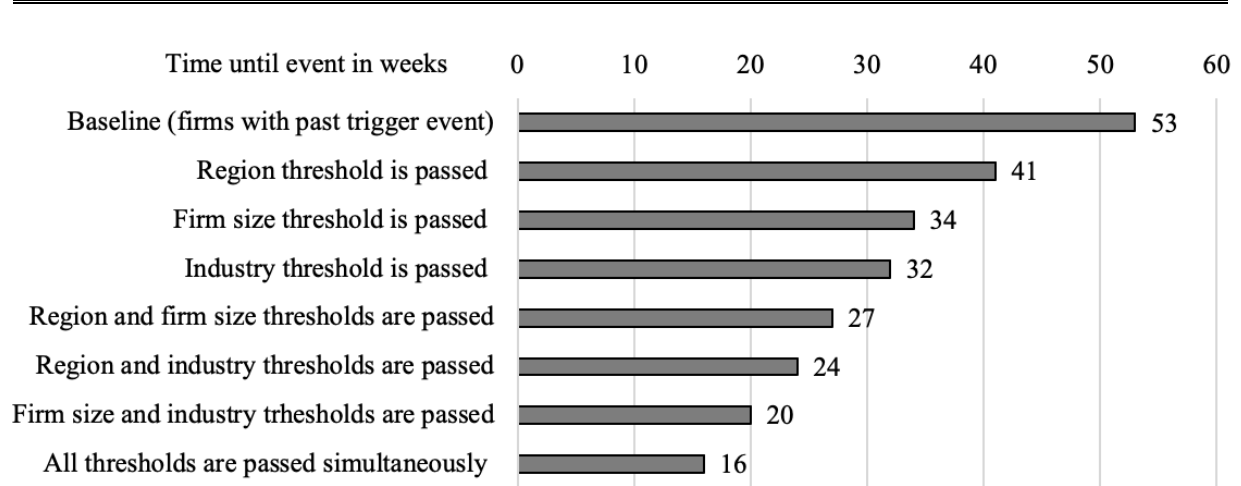 Time until event in weeks 0 10 20 30 40 50 60
Baseline (firms with past trigger event) 53
Region threshold is passed 41
Firm size threshold is passed 34
Industry threshold is passed 32
Region and firm size thresholds are passed 27
Region and industry thresholds are passed 24
Firm size and industry trhesholds are passed 20
All thresholds are passed simultaneously 16